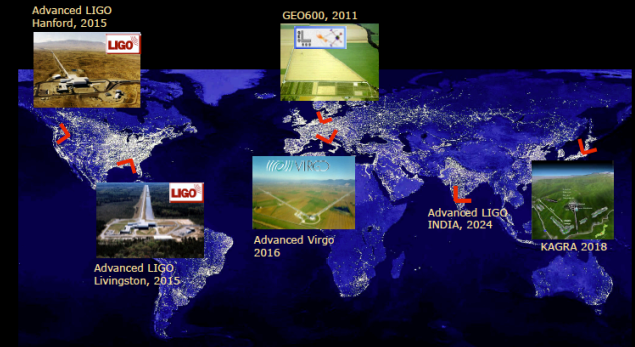 Advanced LIGO
Hanford, 2015
LIGO
GEO600, 2011
LIGO
Advanced LIGO
Livingston, 2015
VIRGO
Advanced Virgo
2016
Advanced LIGO
INDIA, 2024
KAGRA 2018